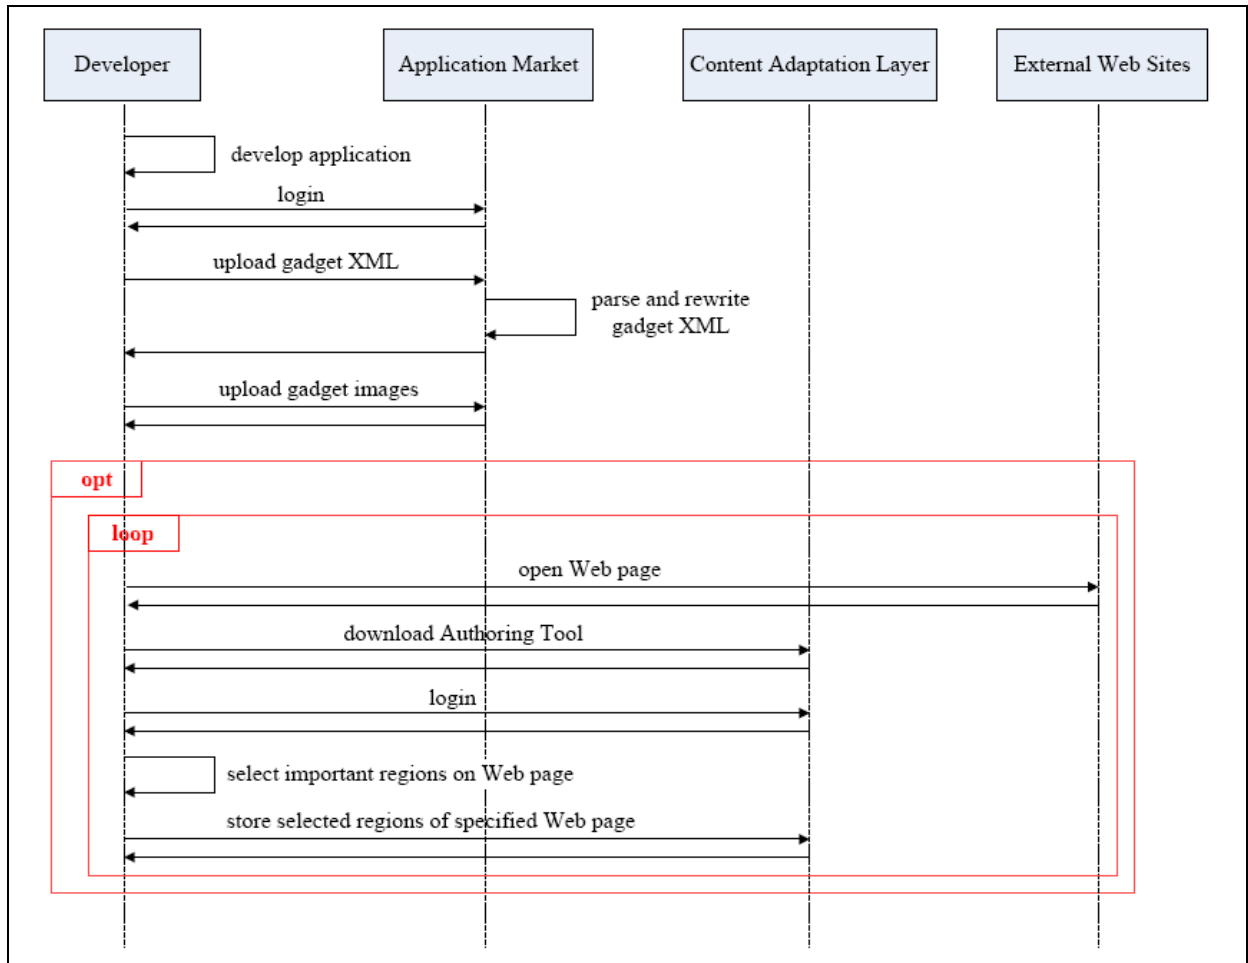 Developer
Application Market
Content Adaptation Layer
External Web Sites
develop application
login
upload gadget XML
parse and rewrite
gadget XML
upload gadget images
opt
loop
open Web page
download Authoring Tool
login
select important regions on Web page
store selected regions of specified Web page